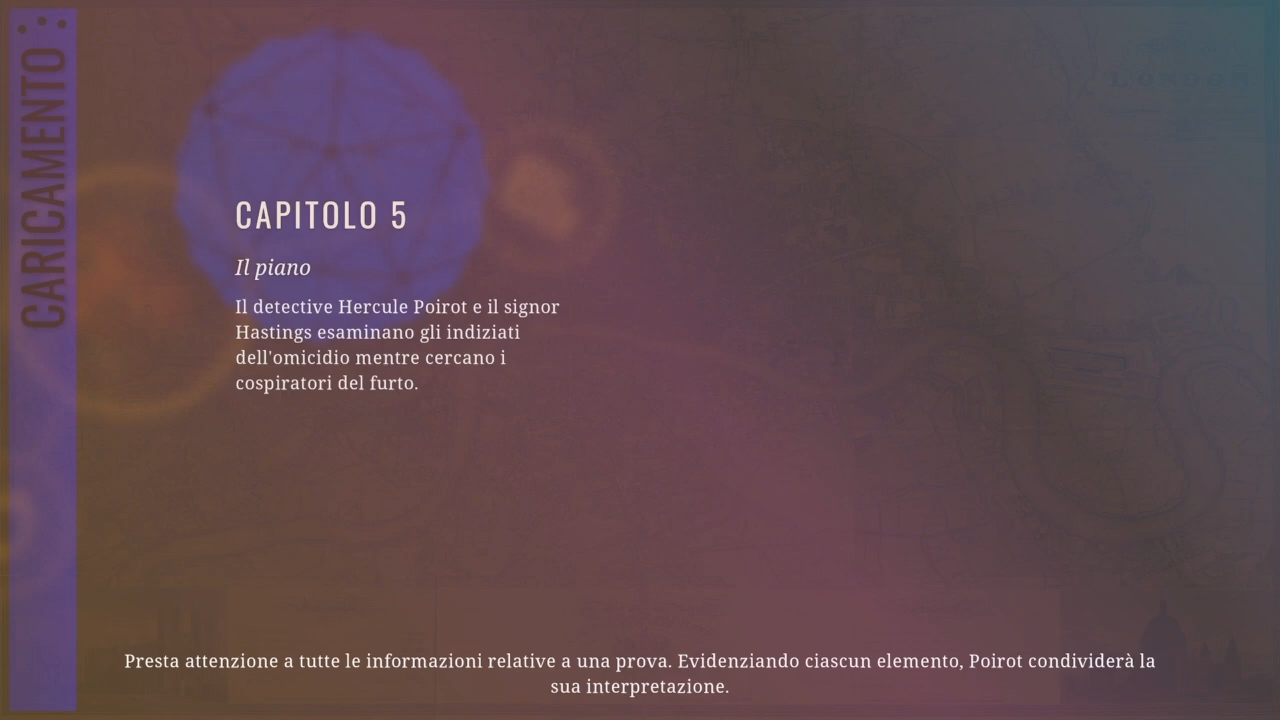 CARICAMENTO
CAPITOLO 5
Il piano
Il detective Hercule Poirot e il signor
Hastings esaminano gli indiziati
dell'omicidio mentre cercano i
cospiratori del furto.
LONDON
Presta attenzione a tutte le informazioni relative a una prova. Evidenziando ciascun elemento, Poirot condividerà la
sua interpretazione.